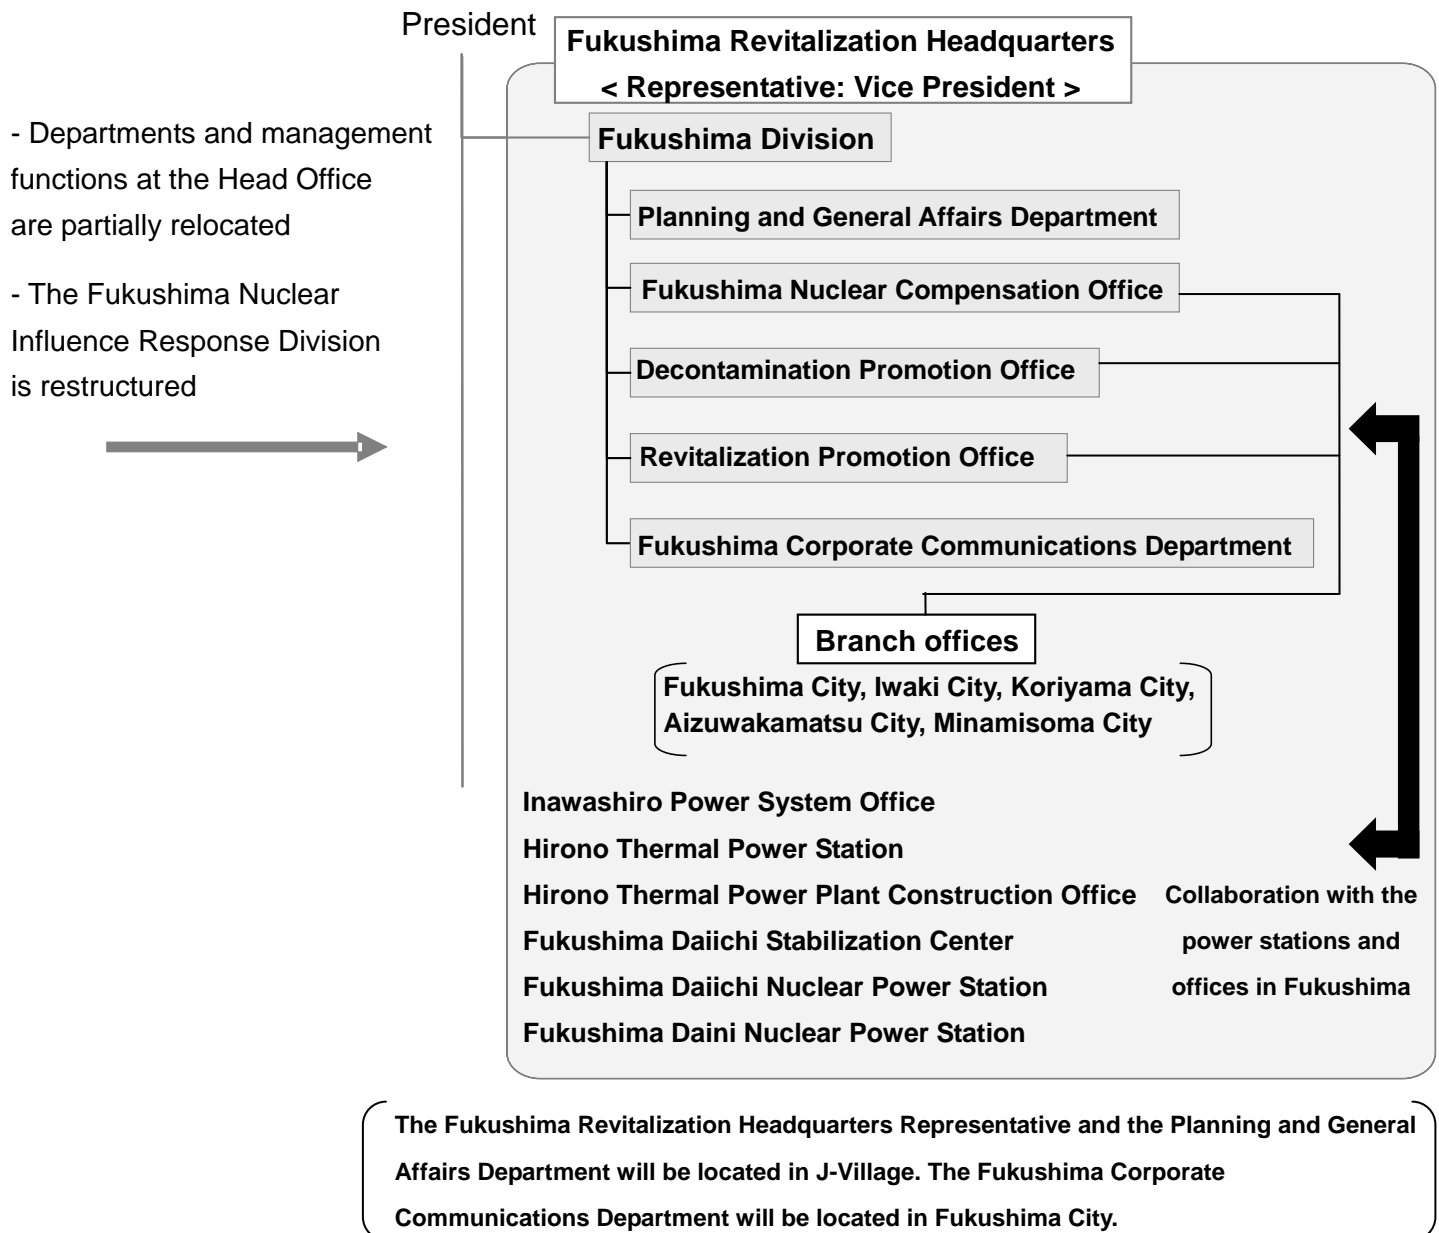 President
Fukushima Revitalization Headquarters
< Representative: Vice President >
- Departments and management
functions at the Head Office
are partially relocated
- The Fukushima Nuclear
Influence Response Division
is restructured
Fukushima Division
Planning and General Affairs Department
Fukushima Nuclear Compensation Office
Decontamination Promotion Office
Revitalization Promotion Office
Fukushima Corporate Communications Department
Branch offices
Fukushima City, Iwaki City, Koriyama City,
Aizuwakamatsu City, Minamisoma City
Inawashiro Power System Office
Hirono Thermal Power Station
Hirono Thermal Power Plant Construction Office
Fukushima Daiichi Stabilization Center
Fukushima Daiichi Nuclear Power Station
Fukushima Daini Nuclear Power Station
Collaboration with the
power stations and
offices in Fukushima
The Fukushima Revitalization Headquarters Representative and the Planning and General
Affairs Department will be located in J-Village. The Fukushima Corporate
Communications Department will be located in Fukushima City.